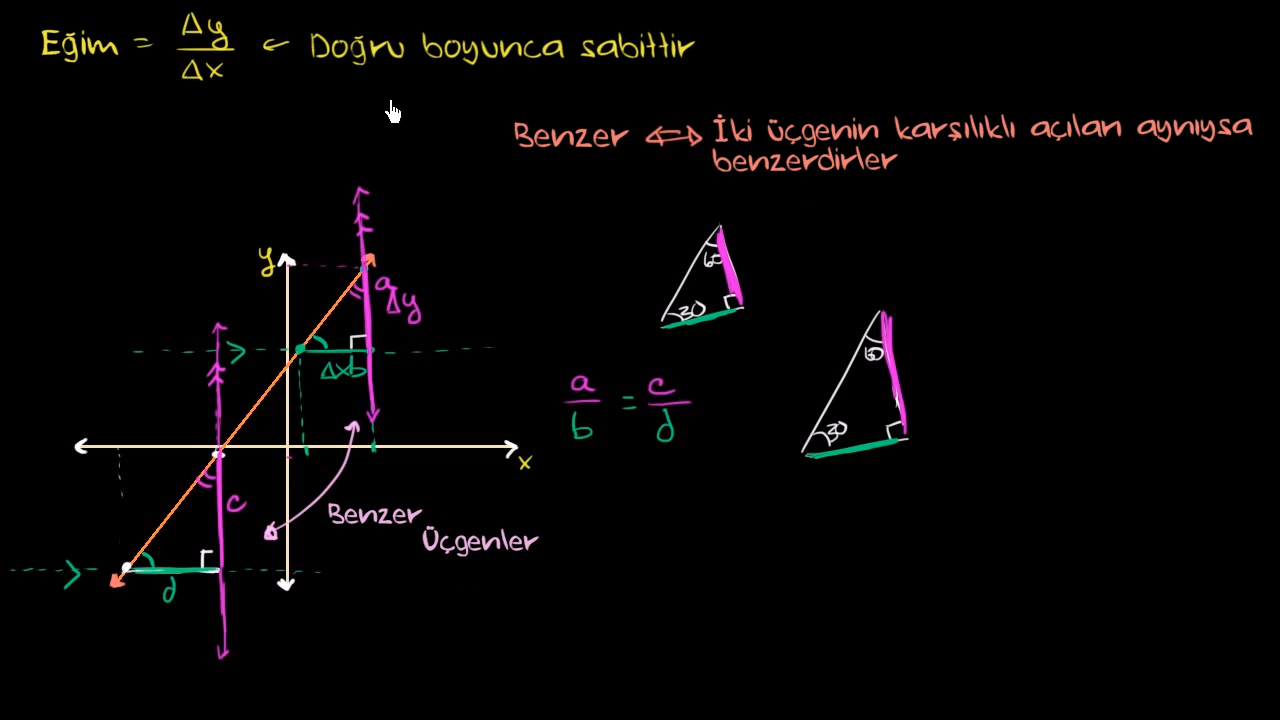 Eğim = Δy/Δx ← Doğru boyunca sabittir
Benzer ⟺ İki üçgenin karşılıklı açıları aynıysa
benzerdirler
y
a
Δy
Δx b
x
c
d
Benzer
Üçgenler
60
30
a/b = c/d
60
30